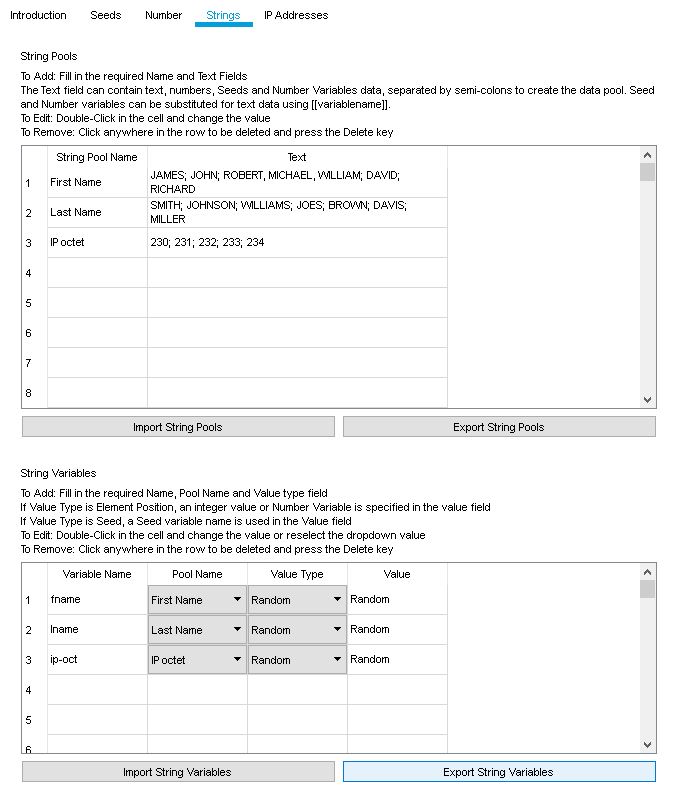 Introduction Seeds Number Strings IP Addresses
String Pools
To Add: Fill in the required Name and Text Fields
The Text field can contain text, numbers, Seeds and Number Variables data, separated by semi-colons to create the data pool. Seed
and Number variables can be substituted for text data using [[variablename]].
To Edit: Double-Click in the cell and change the value
To Remove: Click anywhere in the row to be deleted and press the Delete key
String Pool Name Text
1 First Name JAMES; JOHN; ROBERT, MICHAEL, WILLIAM; DAVID;
RICHARD
2 Last Name SMITH; JOHNSON; WILLIAMS; JOES; BROWN; DAVIS;
MILLER
3 IP octet 230; 231; 232; 233; 234
4
5
6
7
8
Import String Pools Export String Pools
String Variables
To Add: Fill in the required Name, Pool Name and Value type field
If Value Type is Element Position, an integer value or Number Variable is specified in the value field
If Value Type is Seed, a Seed variable name is used in the Value field
To Edit: Double-Click in the cell and change the value or reselect the dropdown value
To Remove: Click anywhere in the row to be deleted and press the Delete key
Variable Name Pool Name Value Type Value
1 fname First Name Random Random
2 lname Last Name Random Random
3 ip-oct IP octet Random Random
4
5
6
Import String Variables Export String Variables